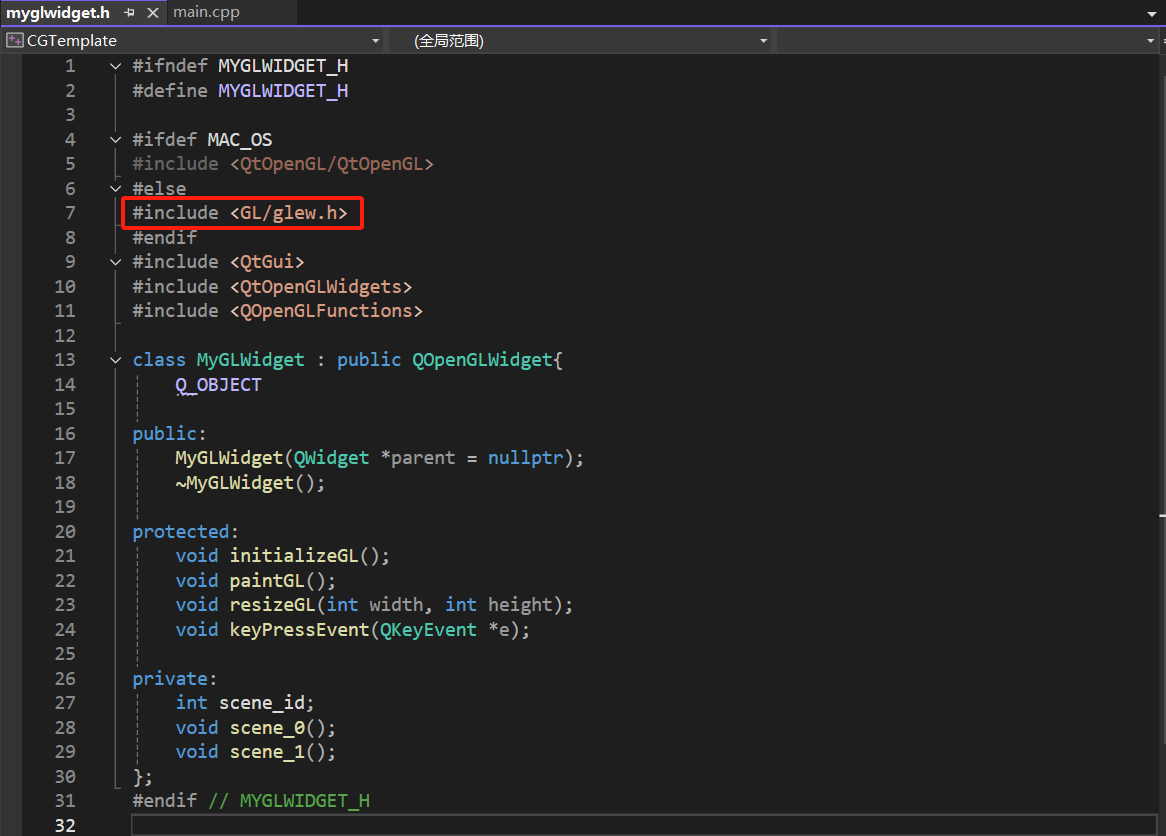 myglwidget.h main.cpp
CGTemplate (全局范围)
1 #ifndef MYGLWIDGET_H
2 #define MYGLWIDGET_H
3
4 #ifdef MAC_OS
5 #include <QtOpenGL/QtOpenGL>
6 #else
7 #include <GL/glew.h>
8 #endif
9 #include <QtGui>
10 #include <QtOpenGLWidgets>
11 #include <QOpenGLFunctions>
12
13 class MyGLWidget : public QOpenGLWidget{
14 Q_OBJECT
15
16 public:
17 MyGLWidget(QWidget *parent = nullptr);
18 ~MyGLWidget();
19
20 protected:
21 void initializeGL();
22 void paintGL();
23 void resizeGL(int width, int height);
24 void keyPressEvent(QKeyEvent *e);
25
26 private:
27 int scene_id;
28 void scene_0();
29 void scene_1();
30 };
31 #endif // MYGLWIDGET_H
32